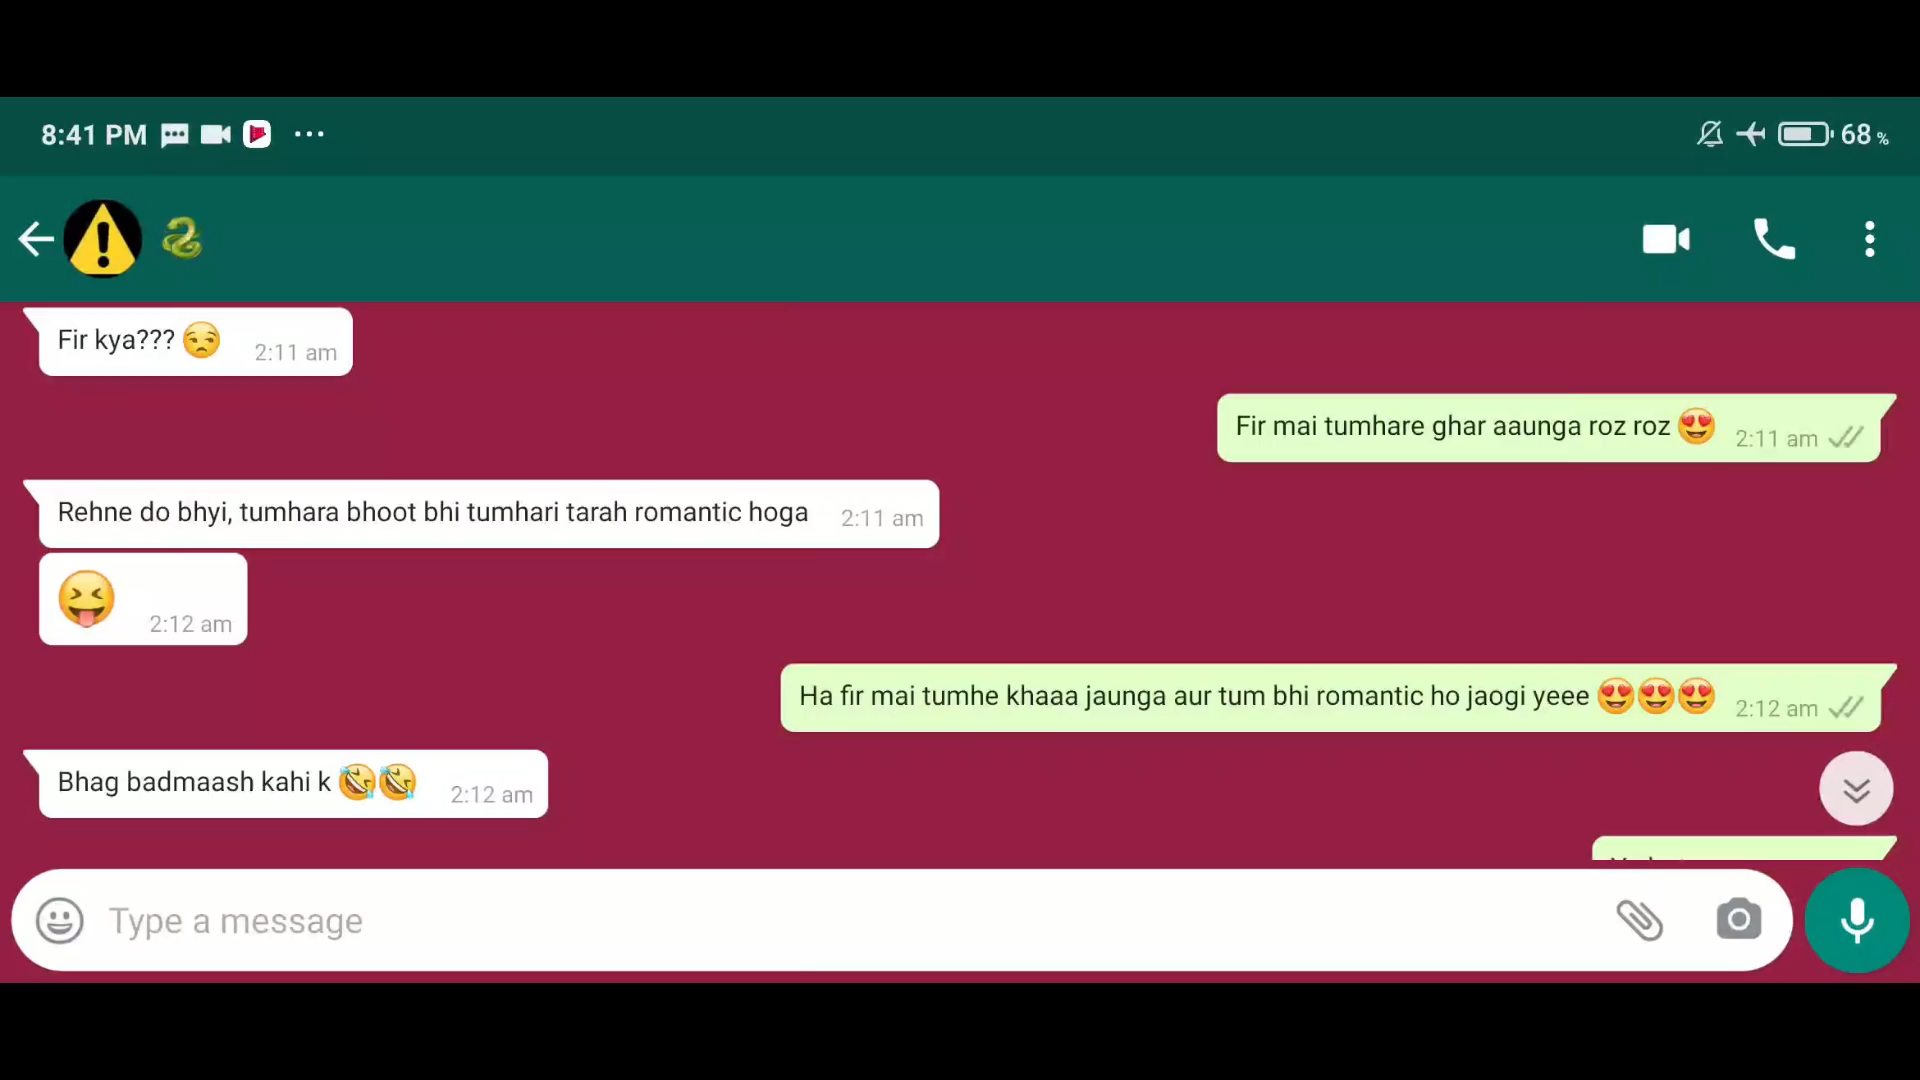 8:41 PM ... 68 %
Fir kya??? 😒 2:11 am
Fir mai tumhare ghar aaunga roz roz 😍 2:11 am
Rehne do bhyi, tumhara bhoot bhi tumhari tarah romantic hoga 2:11 am
😝 2:12 am
Ha fir mai tumhe khaaa jaunga aur tum bhi romantic ho jaogi yeee 😍😍😍 2:12 am
Bhag badmaash kahi k 🤣🤣 2:12 am
Type a message